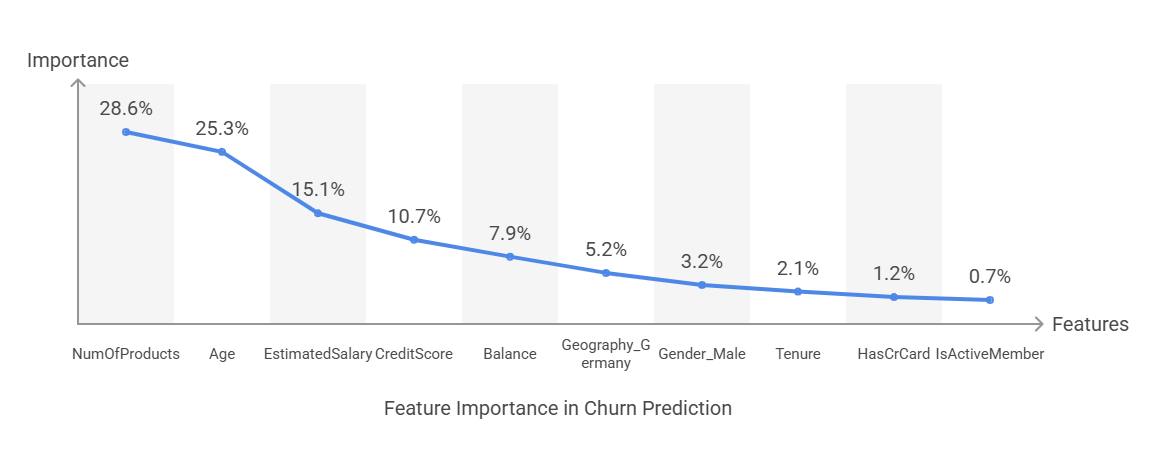 Importance
28.6%
25.3%
15.1%
10.7%
7.9%
5.2%
3.2%
2.1%
1.2%
0.7%
Features
NumOfProducts
Age
EstimatedSalary
CreditScore
Balance
Geography_G
ermany
Gender_Male
Tenure
HasCrCard
IsActiveMember
Feature Importance in Churn Prediction